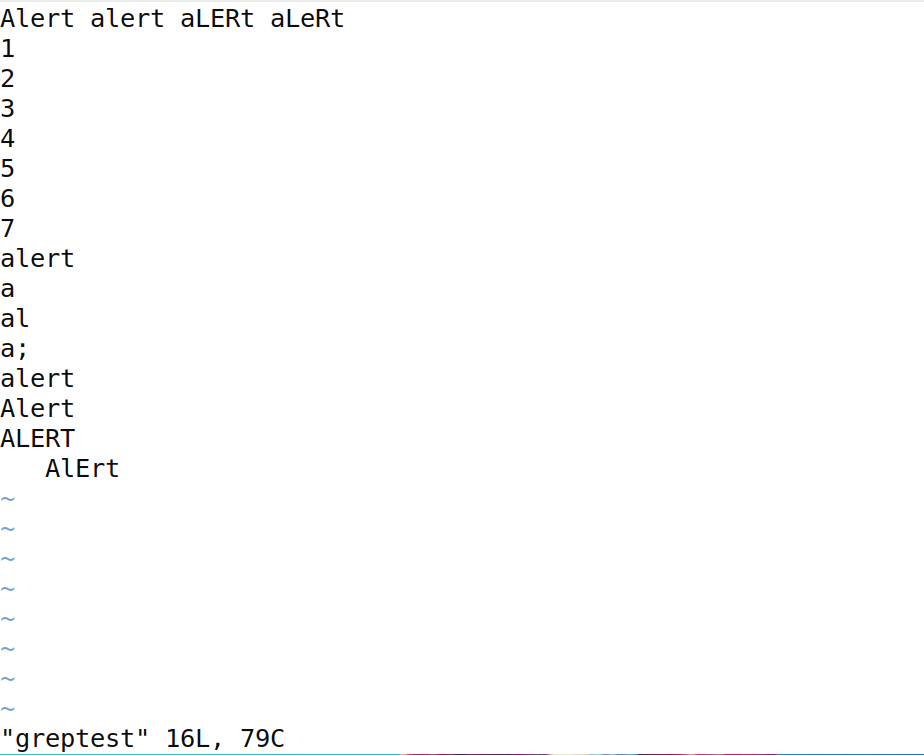 Alert alert aLERt aLeRt
1
2
3
4
5
6
7
alert
a
al
a;
alert
Alert
ALERT
   AlErt
~
~
~
~
~
~
~
~
"greptest" 16L, 79C